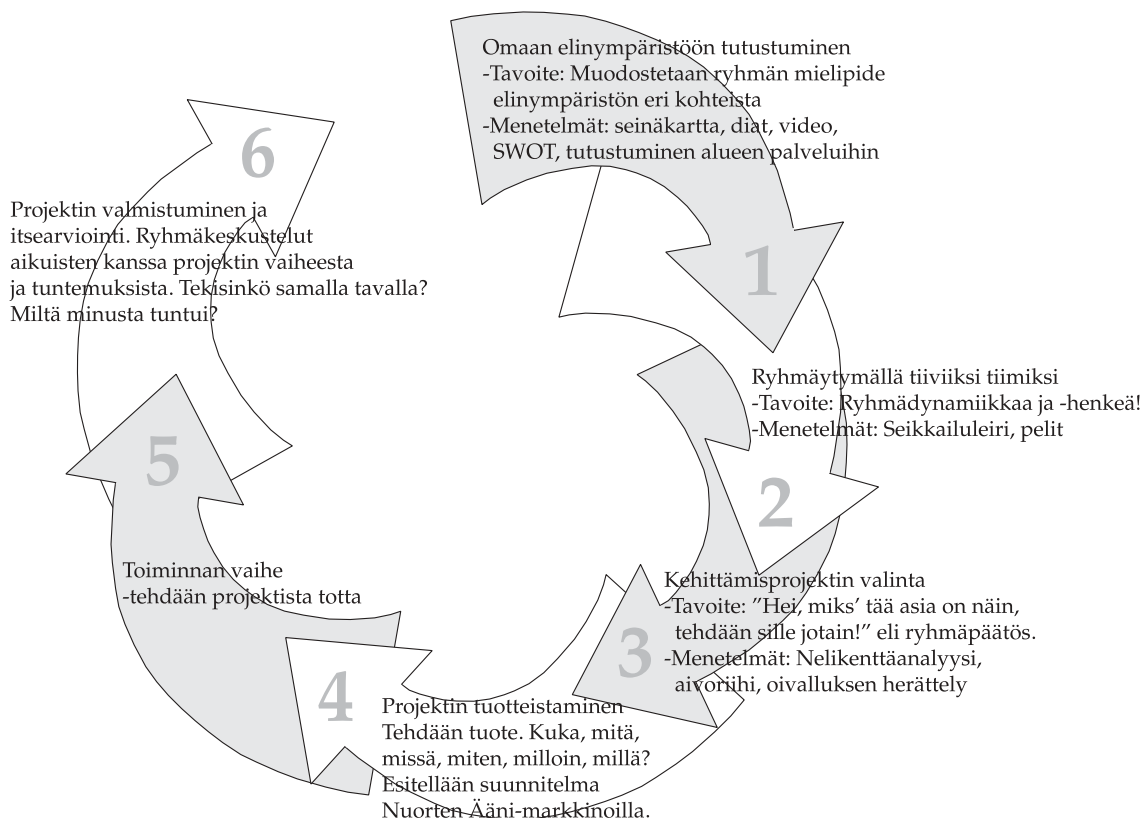 Omaan elinympäristöön tutustuminen
-Tavoite: Muodostetaan ryhmän mielipide
elinympäristön eri kohteista
-Menetelmät: seinäkartta, diat, video,
SWOT, tutustuminen alueen palveluihin
1
Ryhmäytymällä tiiviiksi tiimiksi
-Tavoite: Ryhmädynamiikkaa ja -henkeä!
-Menetelmät: Seikkailuleiri, pelit
2
Kehittämisprojektin valinta
-Tavoite: ”Hei, miks’ tää asia on näin,
tehdään sille jotain!” eli ryhmäpäätös.
-Menetelmät: Nelikenttäanalyysi,
aivoriihi, oivalluksen herättely
3
Projektin tuotteistaminen
Tehdään tuote. Kuka, mitä,
missä, miten, milloin, millä?
Esitellään suunnitelma
Nuorten Ääni-markkinoilla.
4
Toiminnan vaihe
-tehdään projektista totta
5
Projektin valmistuminen ja
itsearviointi. Ryhmäkeskustelut
aikuisten kanssa projektin vaiheesta
ja tuntemuksista. Tekisinkö samalla tavalla?
Miltä minusta tuntui?
6